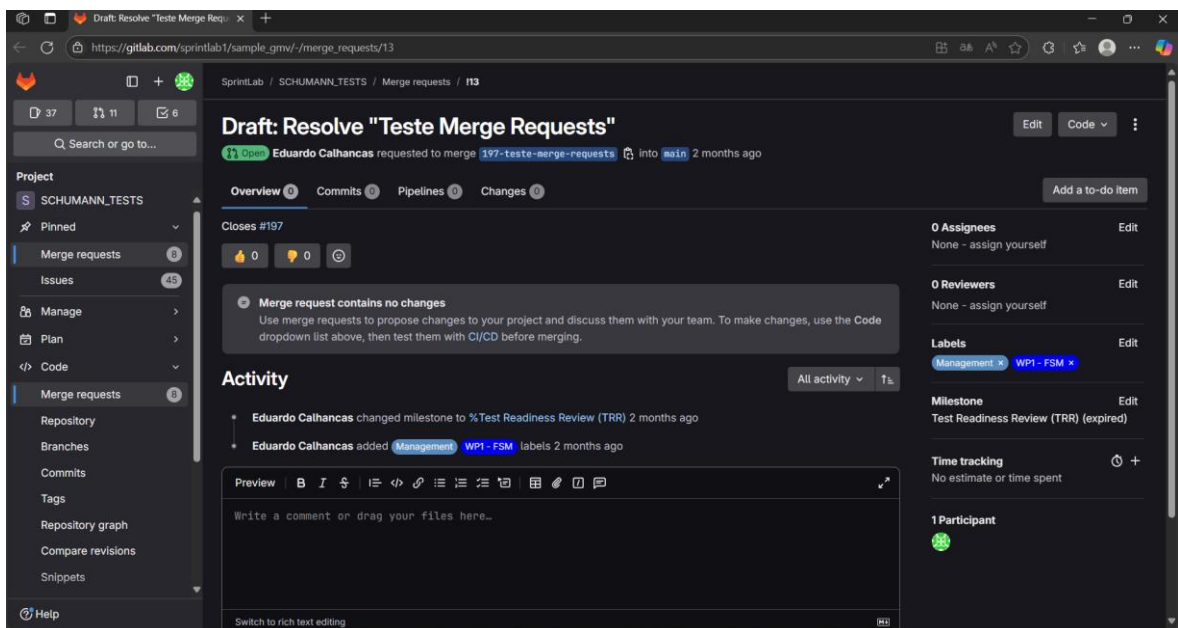 Draft: Resolve "Teste Merge Requ
https://gitlab.com/sprintlab1/sample_gmv/-/merge_requests/13
37 11 6
Search or go to...
Project
S SCHUMANN_TESTS
Pinned
Merge requests 8
Issues 45
Manage
Plan
Code
Merge requests 8
Repository
Branches
Commits
Tags
Repository graph
Compare revisions
Snippets
Help
SprintLab / SCHUMANN_TESTS / Merge requests / !13
Draft: Resolve "Teste Merge Requests"
Edit Code
Open Eduardo Calhancas requested to merge 197-teste-merge-requests into main 2 months ago
Overview 0 Commits 0 Pipelines 0 Changes 0
Add a to-do item
Closes #197
0 0
Merge request contains no changes
Use merge requests to propose changes to your project and discuss them with your team. To make changes, use the Code
dropdown list above, then test them with CI/CD before merging.
Activity
All activity
Eduardo Calhancas changed milestone to %Test Readiness Review (TRR) 2 months ago
Eduardo Calhancas added Management WP1 - FSM labels 2 months ago
Preview B I S
Write a comment or drag your files here…
Switch to rich text editing
0 Assignees Edit
None - assign yourself
0 Reviewers Edit
None - assign yourself
Labels Edit
Management × WP1 - FSM ×
Milestone Edit
Test Readiness Review (TRR) (expired)
Time tracking
No estimate or time spent
1 Participant